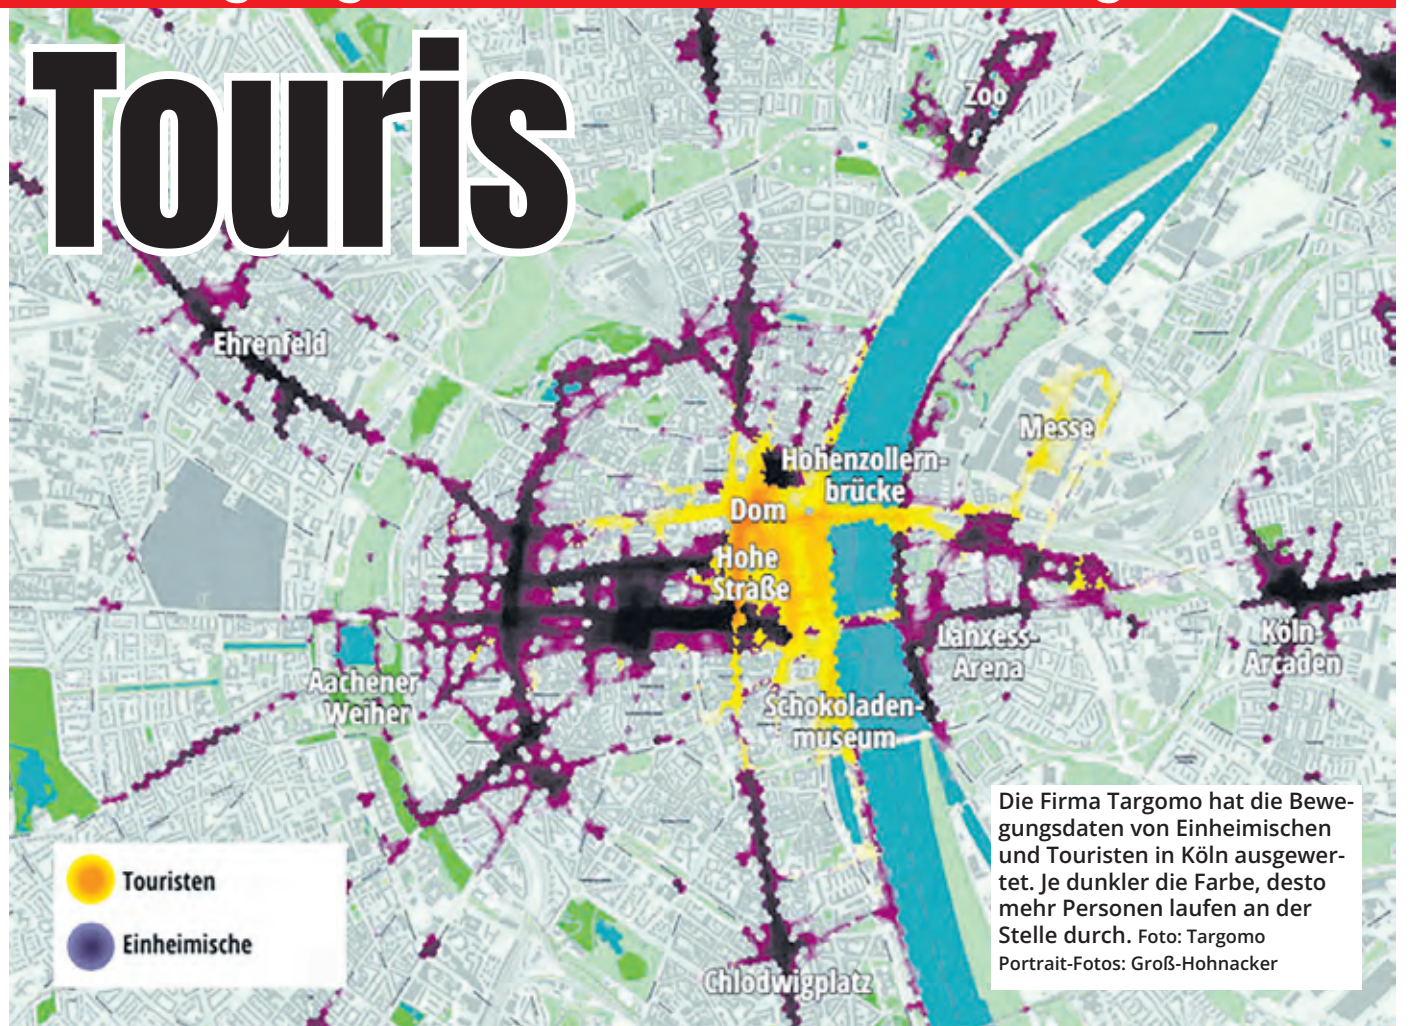 Touris
Zoo
Ehrenfeld
Messe
Hohenzollern-
brücke
Dom
Hohe
Straße
Lanxess-
Arena
Köln-
Arcaden
Aachener
Weiher
Schokoladen-
museum
Chlodwigplatz
Touristen
Einheimische
Die Firma Targomo hat die Bewe-
gungsdaten von Einheimischen
und Touristen in Köln ausgewer-
tet. Je dunkler die Farbe, desto
mehr Personen laufen an der
Stelle durch. Foto: Targomo
Portrait-Fotos: Groß-Hohnacker